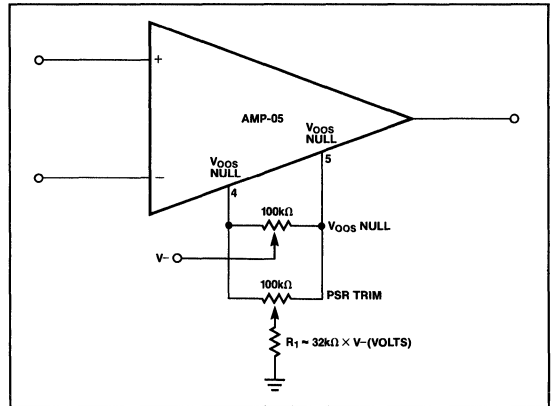 +
AMP-05
VOOS
NULL
5
VOOS
NULL
4
−
100kΩ
VOOS NULL
V−
100kΩ
PSR TRIM
R1 ~ 32kΩ × V−(VOLTS)